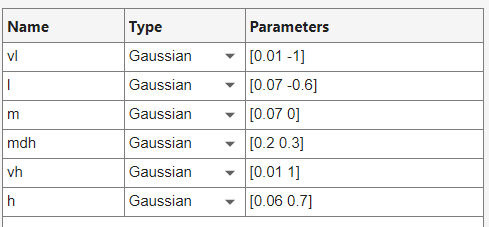 Name Type Parameters
vl Gaussian [0.01 -1]
l Gaussian [0.07 -0.6]
m Gaussian [0.07 0]
mdh Gaussian [0.2 0.3]
vh Gaussian [0.01 1]
h Gaussian [0.06 0.7]